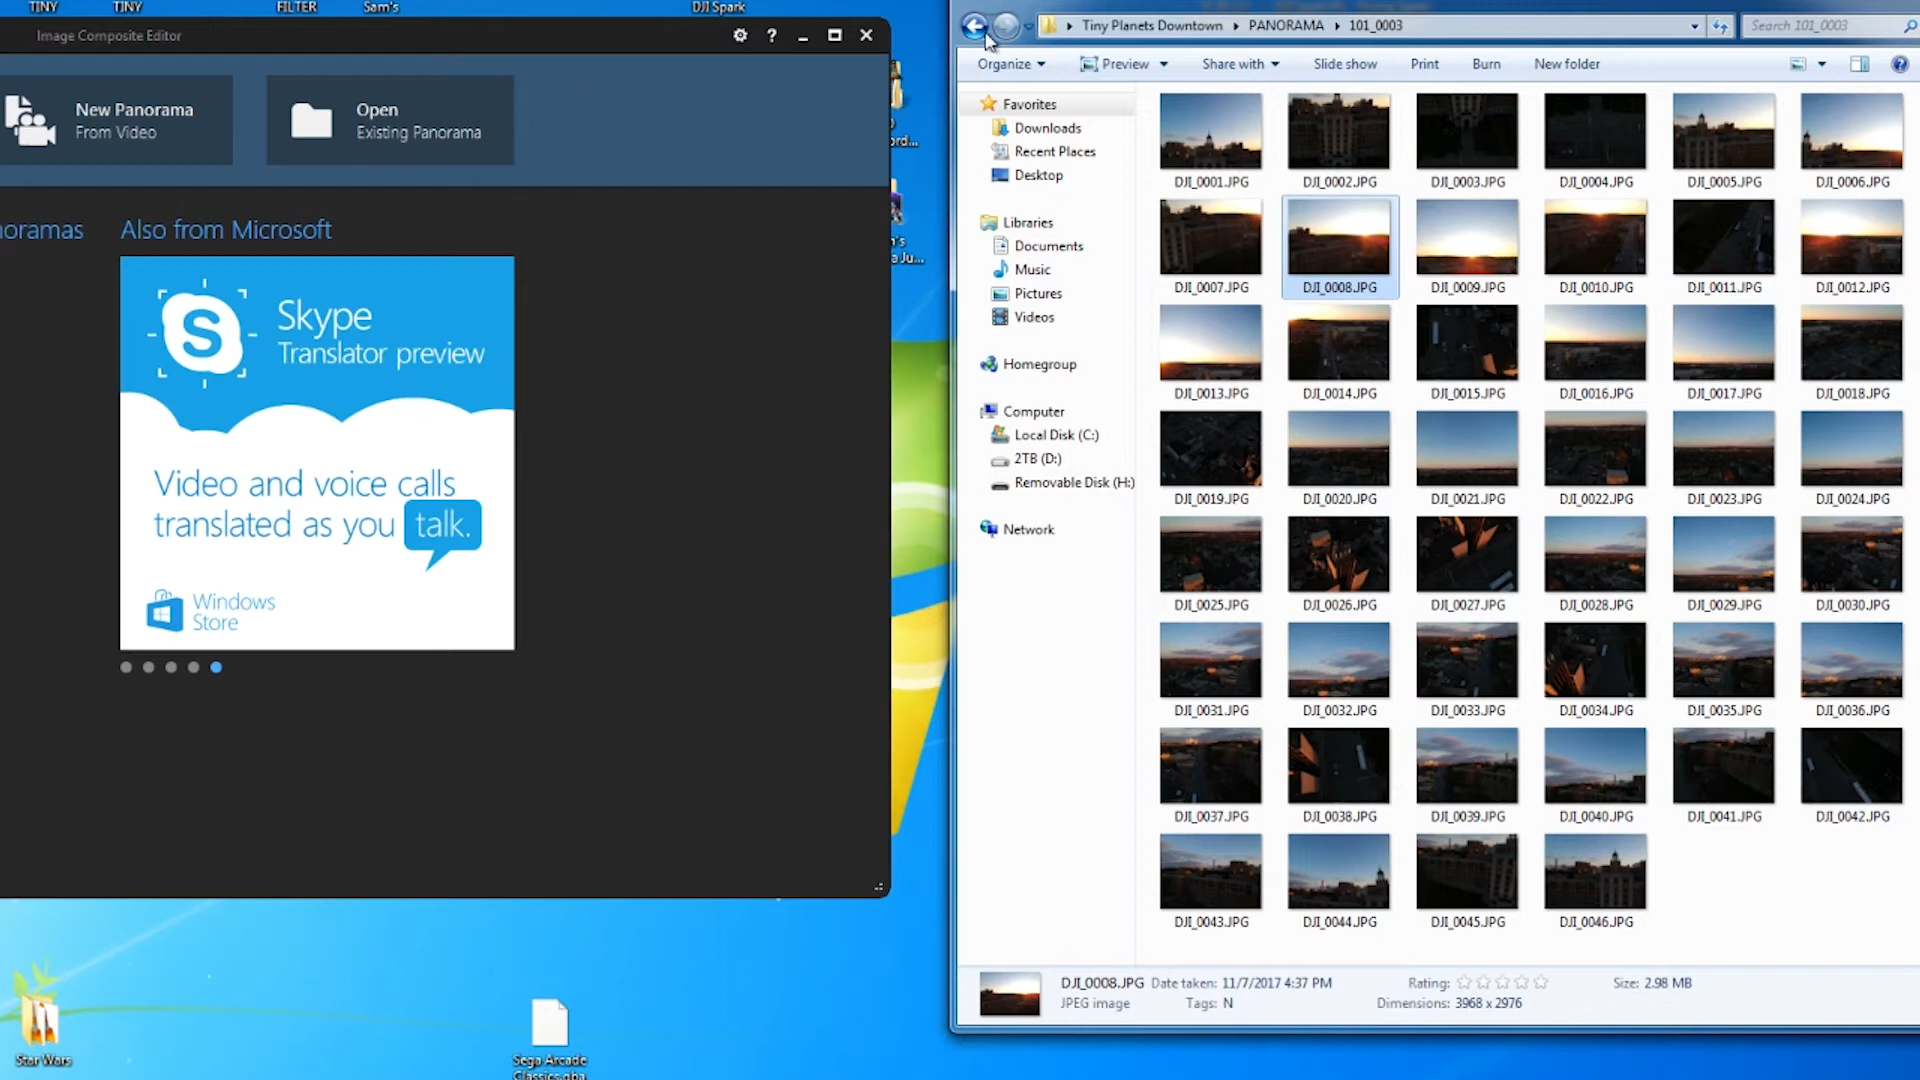 TINY
TINY
FILTER
Sam's
DJI Spark
Image Composite Editor
New Panorama
From Video
Open
Existing Panorama
Also from Microsoft
Skype
Translator preview
Video and voice calls
translated as you talk.
Windows
Store
Star Wars
Sega Arcade
Classics.gba
Tiny Planets Downtown
PANORAMA
101_0003
Search 101_0003
Organize
Preview
Share with
Slide show
Print
Burn
New folder
Favorites
Downloads
Recent Places
Desktop
Libraries
Documents
Music
Pictures
Videos
Homegroup
Computer
Local Disk (C:)
2TB (D:)
Removable Disk (H:)
Network
DJI_0001.JPG
DJI_0002.JPG
DJI_0003.JPG
DJI_0004.JPG
DJI_0005.JPG
DJI_0006.JPG
DJI_0007.JPG
DJI_0008.JPG
DJI_0009.JPG
DJI_0010.JPG
DJI_0011.JPG
DJI_0012.JPG
DJI_0013.JPG
DJI_0014.JPG
DJI_0015.JPG
DJI_0016.JPG
DJI_0017.JPG
DJI_0018.JPG
DJI_0019.JPG
DJI_0020.JPG
DJI_0021.JPG
DJI_0022.JPG
DJI_0023.JPG
DJI_0024.JPG
DJI_0025.JPG
DJI_0026.JPG
DJI_0027.JPG
DJI_0028.JPG
DJI_0029.JPG
DJI_0030.JPG
DJI_0031.JPG
DJI_0032.JPG
DJI_0033.JPG
DJI_0034.JPG
DJI_0035.JPG
DJI_0036.JPG
DJI_0037.JPG
DJI_0038.JPG
DJI_0039.JPG
DJI_0040.JPG
DJI_0041.JPG
DJI_0042.JPG
DJI_0043.JPG
DJI_0044.JPG
DJI_0045.JPG
DJI_0046.JPG
DJI_0008.JPG Date taken: 11/7/2017 4:37 PM Rating: Size: 2.98 MB
JPEG image Tags: N Dimensions: 3968 x 2976